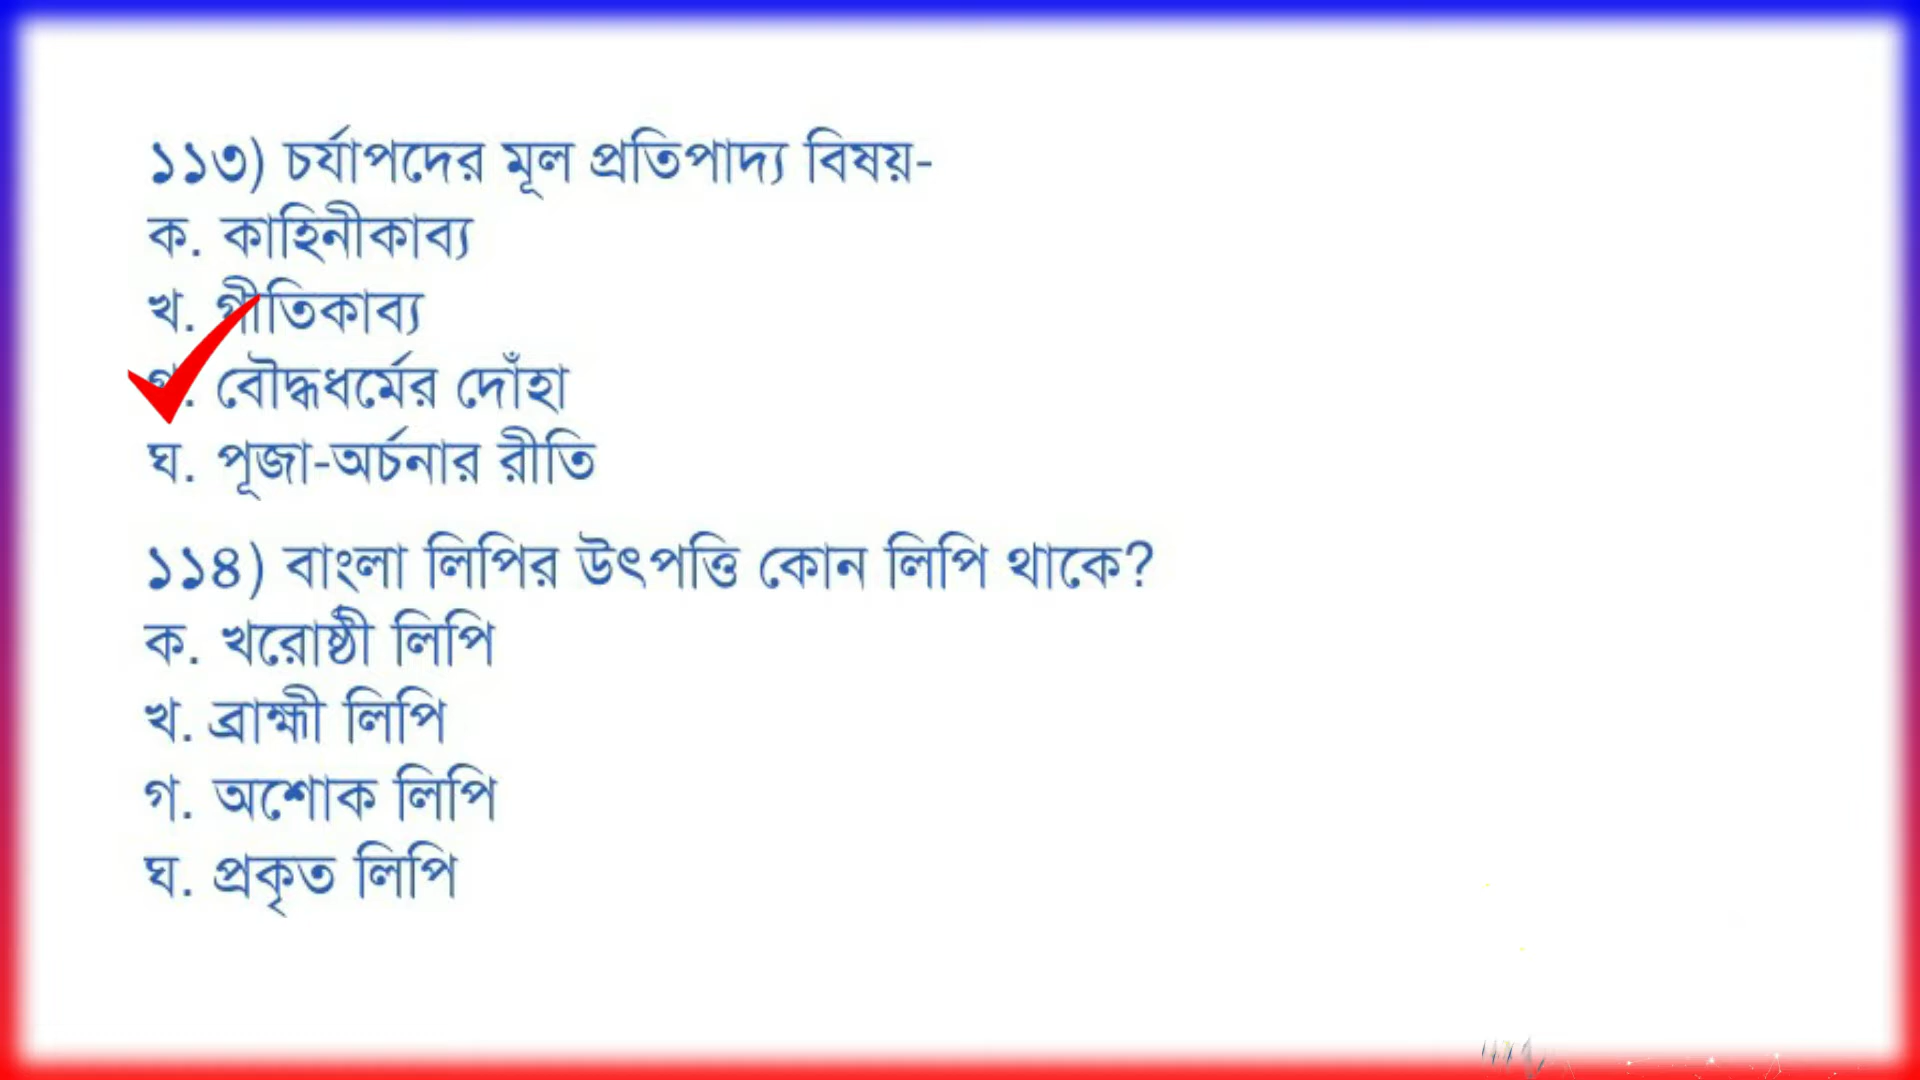 ১১৩) চর্যাপদের মূল প্রতিপাদ্য বিষয়-
ক. কাহিনীকাব্য
খ. গীতিকাব্য
গ. বৌদ্ধধর্মের দোঁহা
ঘ. পূজা-অর্চনার রীতি
১১৪) বাংলা লিপির উৎপত্তি কোন লিপি থাকে?
ক. খরোষ্ঠী লিপি
খ. ব্রাহ্মী লিপি
গ. অশোক লিপি
ঘ. প্রকৃত লিপি